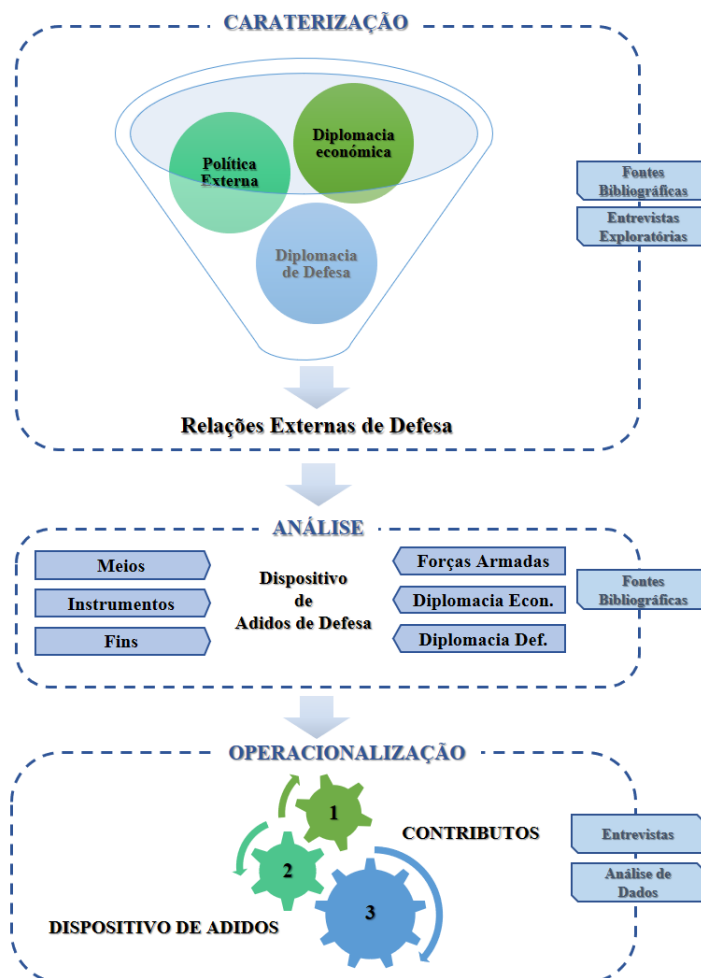 CARATERIZAÇÃO
Diplomacia
económica
Política
Externa
Diplomacia
de Defesa
Fontes
Bibliográficas
Entrevistas
Exploratórias
Relações Externas de Defesa
ANÁLISE
Meios
Instrumentos
Fins
Dispositivo
de
Adidos de Defesa
Forças Armadas
Diplomacia Econ.
Diplomacia Def.
Fontes
Bibliográficas
OPERACIONALIZAÇÃO
1
2
3
CONTRIBUTOS
DISPOSITIVO DE ADIDOS
Entrevistas
Análise de
Dados